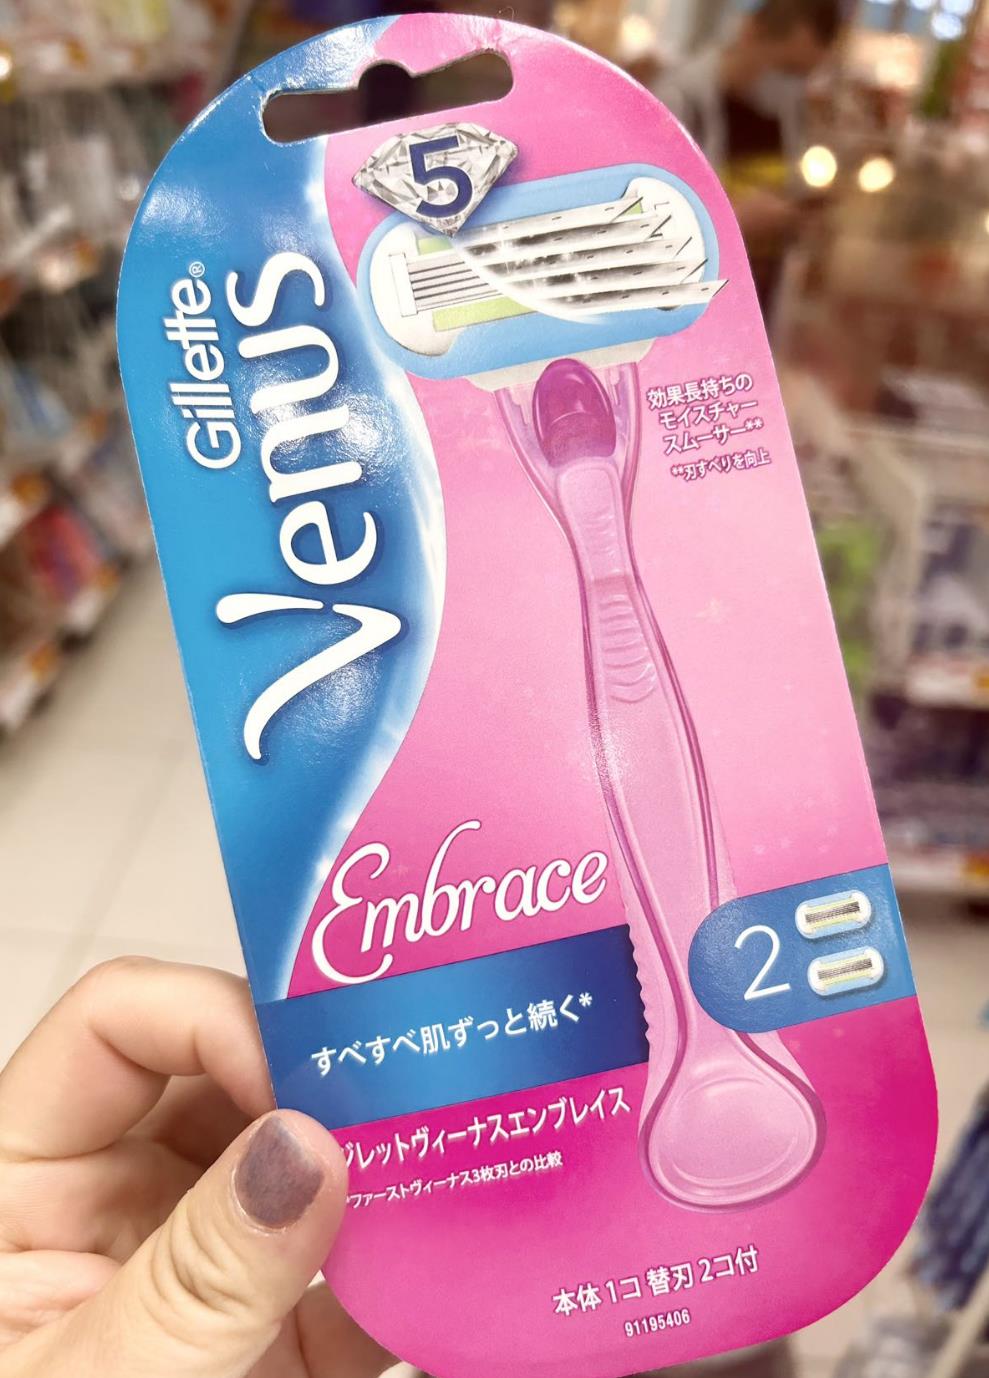 5
Gillette®
Venus
効果長持ちの
モイスチャー
スムーサー**
**刃すべりを向上
Embrace
2
すべすべ肌ずっと続く*
ジレットヴィーナスエンブレイス
*ファーストヴィーナス3枚刃との比較
本体1コ 替刃2コ付
91195406